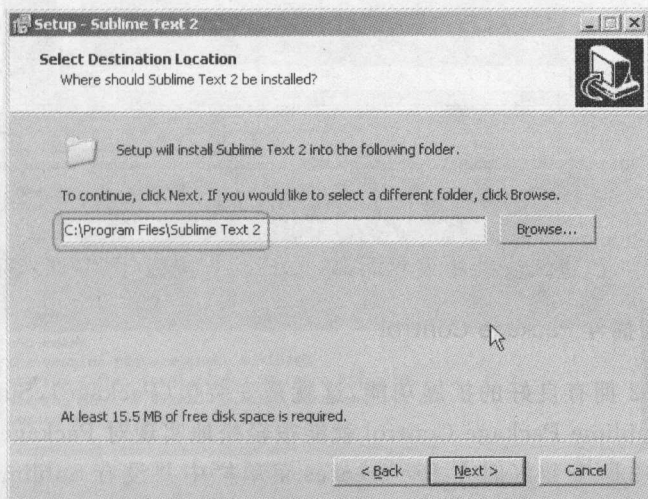 Setup - Sublime Text 2
Select Destination Location
Where should Sublime Text 2 be installed?
Setup will install Sublime Text 2 into the following folder.
To continue, click Next. If you would like to select a different folder, click Browse.
C:\Program Files\Sublime Text 2
Browse...
At least 15.5 MB of free disk space is required.
< Back
Next >
Cancel